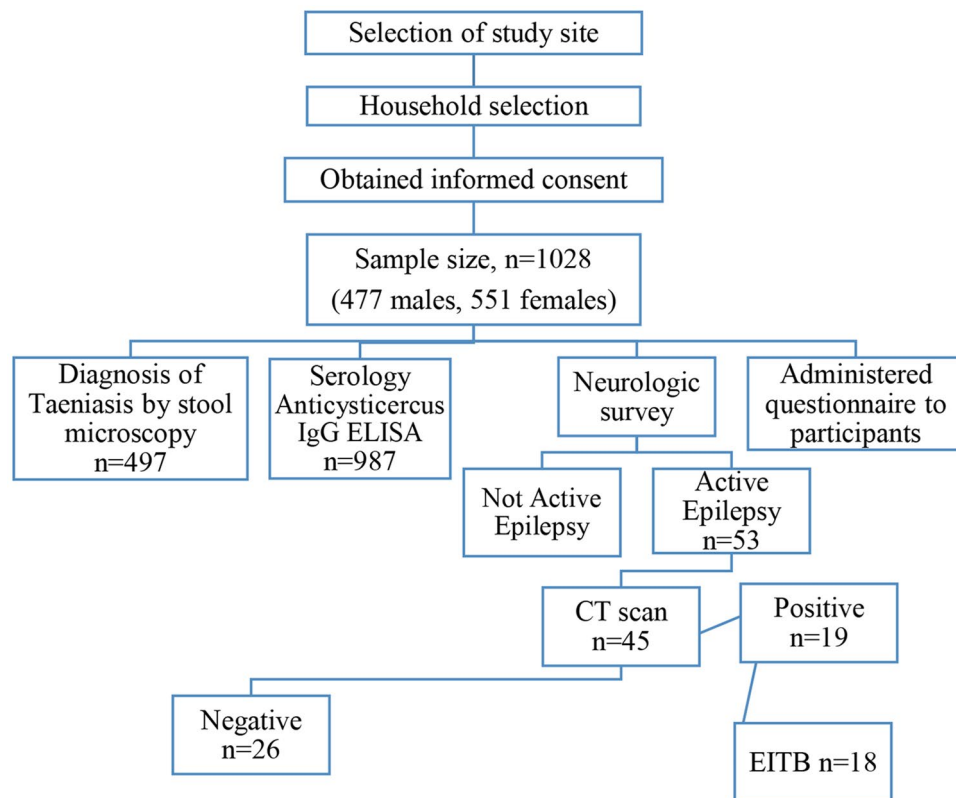 Selection of study site
Household selection
Obtained informed consent
Sample size, n=1028
(477 males, 551 females)
Diagnosis of
Taeniasis by stool
microscopy
n=497
Serology
Anticysticercus
IgG ELISA
n=987
Neurologic
survey
Administered
questionnaire to
participants
Not Active
Epilepsy
Active
Epilepsy
n=53
CT scan
n=45
Positive
n=19
Negative
n=26
EITB n=18